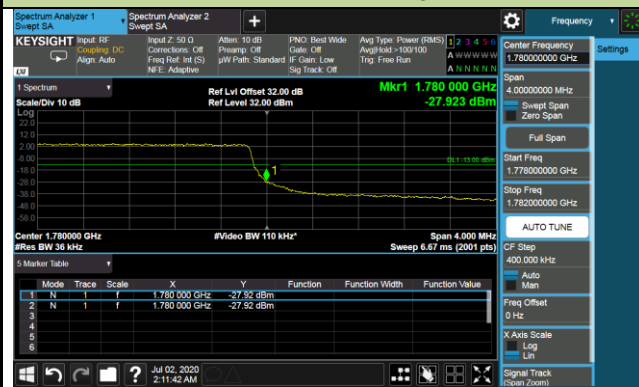 Spectrum Analyzer 1
Swept SA
Spectrum Analyzer 2
Swept SA
+
Frequency
KEYSIGHT
Input: RF
Coupling: DC
Align: Auto
Input Z: 50 Ω
Corrections: Off
Freq Ref: Int (S)
NFE: Adaptive
Atten: 10 dB
Preamp: Off
µW Path: Standard
PNO: Best Wide
Gate: Off
IF Gain: Low
Sig Track: Off
Avg Type: Power (RMS)
Avg|Hold:>100/100
Trig: Free Run
1 2 3 4 5 6
A W W W W W
A N N N N N
LXI
1 Spectrum
Scale/Div 10 dB
Ref Lvl Offset 32.00 dB
Ref Level 32.00 dBm
Mkr1 1.780 000 GHz
-27.923 dBm
Log
22.0
12.0
2.00
-8.00
-18.0
-28.0
-38.0
-48.0
-58.0
DL1 -13.00 dBm
1
Center 1.780000 GHz
#Res BW 36 kHz
#Video BW 110 kHz*
Span 4.000 MHz
Sweep 6.67 ms (2001 pts)
5 Marker Table
Mode Trace Scale X Y Function Function Width Function Value
1 N 1 f 1.780 000 GHz -27.92 dBm
2 N 1 f 1.780 000 GHz -27.92 dBm
3
4
5
6
Center Frequency
1.780000000 GHz
Settings
Span
4.00000000 MHz
Swept Span
Zero Span
Full Span
Start Freq
1.778000000 GHz
Stop Freq
1.782000000 GHz
AUTO TUNE
CF Step
400.000 kHz
Auto
Man
Freq Offset
0 Hz
X Axis Scale
Log
Lin
Signal Track
(Span Zoom)
?
Jul 02, 2020
2:11:42 AM